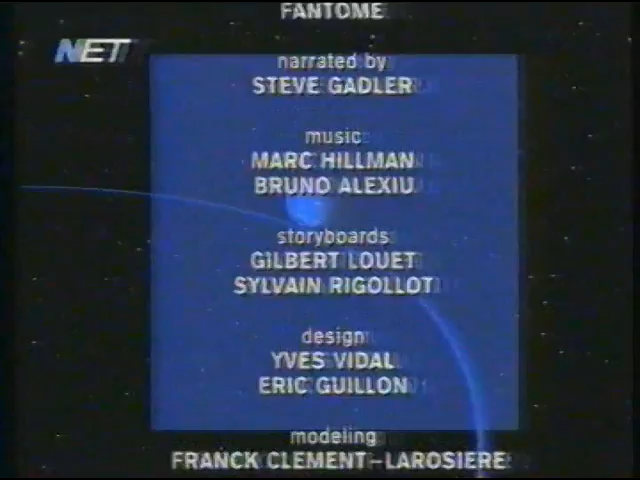 FANTOME
NET
narrated by
STEVE GADLER
music
MARC HILLMAN
BRUNO ALEXIU
storyboards
GILBERT LOUET
SYLVAIN RIGOLLOT
design
YVES VIDAL
ERIC GUILLON
modeling
FRANCK CLEMENT-LAROSIERE